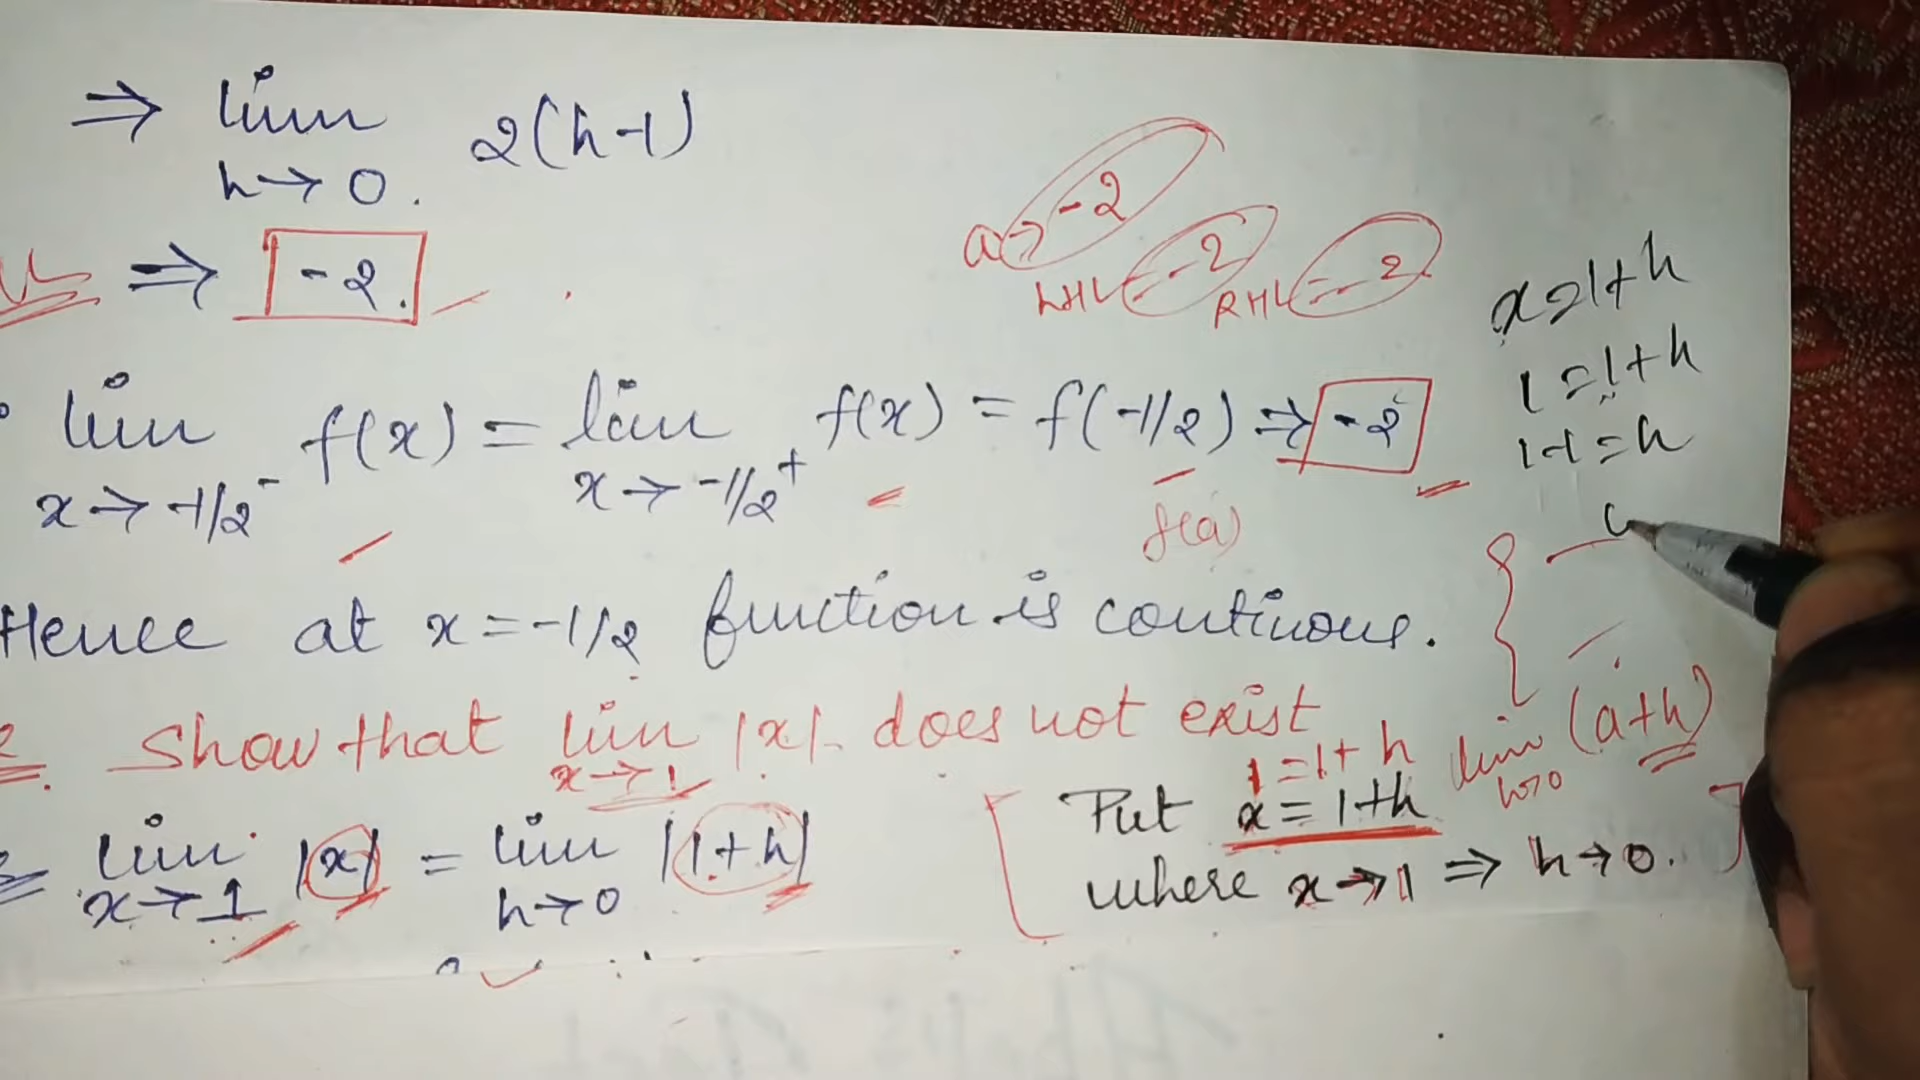 ⇒ lim 2(h-1)
h→0.
⇒ -2.
a→-2
LHL=-2 RHL=-2
x=1+h
1=1+h
1-1=h
lim f(x) = lim f(x) = f(-1/2) ⇒ -2
x→-1/2⁻ x→-1/2⁺
f(a)
Hence at x=-1/2 function is continous.
Show that lim |x| does not exist
x→1
1=1+h
lim (a+h)
h→0
lim |x| = lim |1+h|
x→1 h→0
[Put x=1+h
where x→1 ⇒ h→0.]